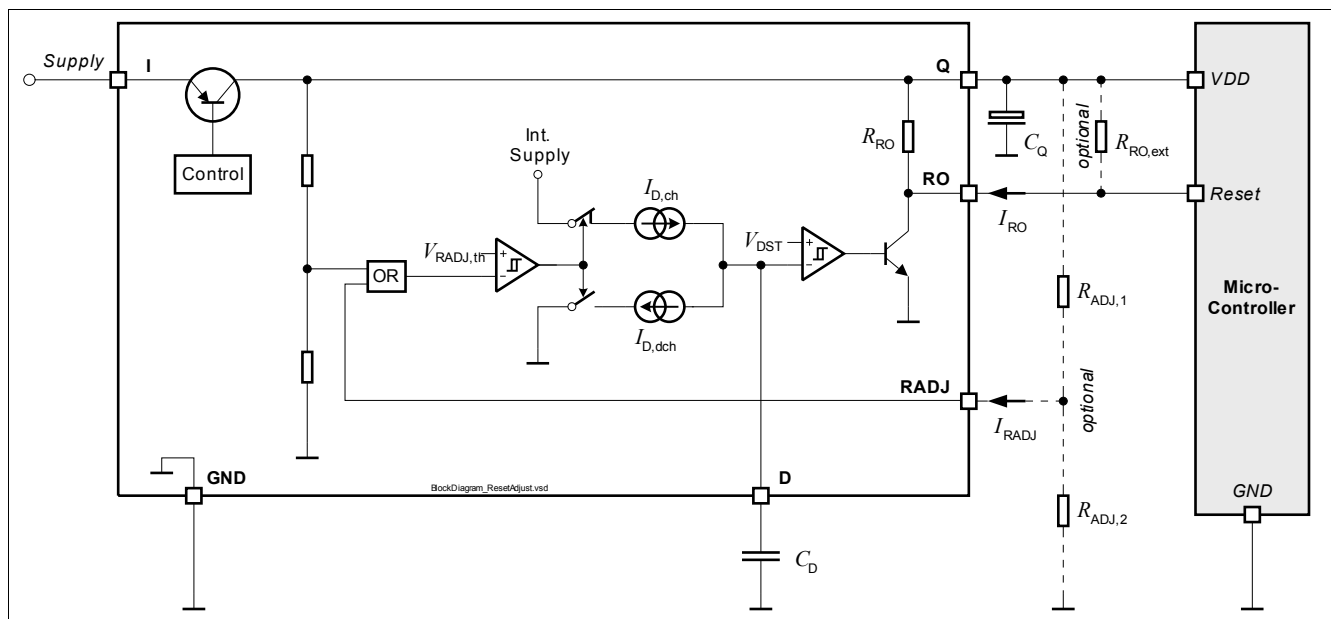 Supply
I
Q
VDD
Int.
Supply
R_RO
C_Q
optional
R_RO,ext
Control
I_D,ch
RO
I_RO
Reset
V_RADJ,th
+
−
V_DST
+
−
OR
I_D,dch
R_ADJ,1
Micro-
Controller
RADJ
I_RADJ
optional
GND
BlockDiagram_ResetAdjust.vsd
D
GND
R_ADJ,2
C_D